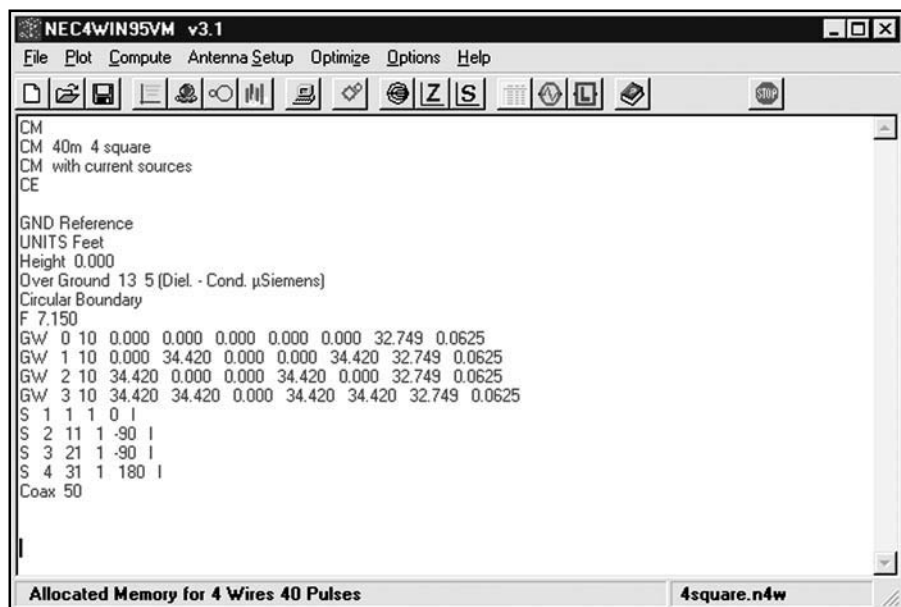 NEC4WIN95VM v3.1
File Plot Compute Antenna Setup Optimize Options Help
Z S L STOP
CM
CM 40m 4 square
CM with current sources
CE
GND Reference
UNITS Feet
Height 0.000
Over Ground 13 5 (Diel. - Cond. µSiemens)
Circular Boundary
F 7.150
GW 0 10 0.000 0.000 0.000 0.000 0.000 32.749 0.0625
GW 1 10 0.000 34.420 0.000 0.000 34.420 32.749 0.0625
GW 2 10 34.420 0.000 0.000 34.420 0.000 32.749 0.0625
GW 3 10 34.420 34.420 0.000 34.420 34.420 32.749 0.0625
S 1 1 1 0 I
S 2 11 1 -90 I
S 3 21 1 -90 I
S 4 31 1 180 I
Coax 50
Allocated Memory for 4 Wires 40 Pulses
4square.n4w